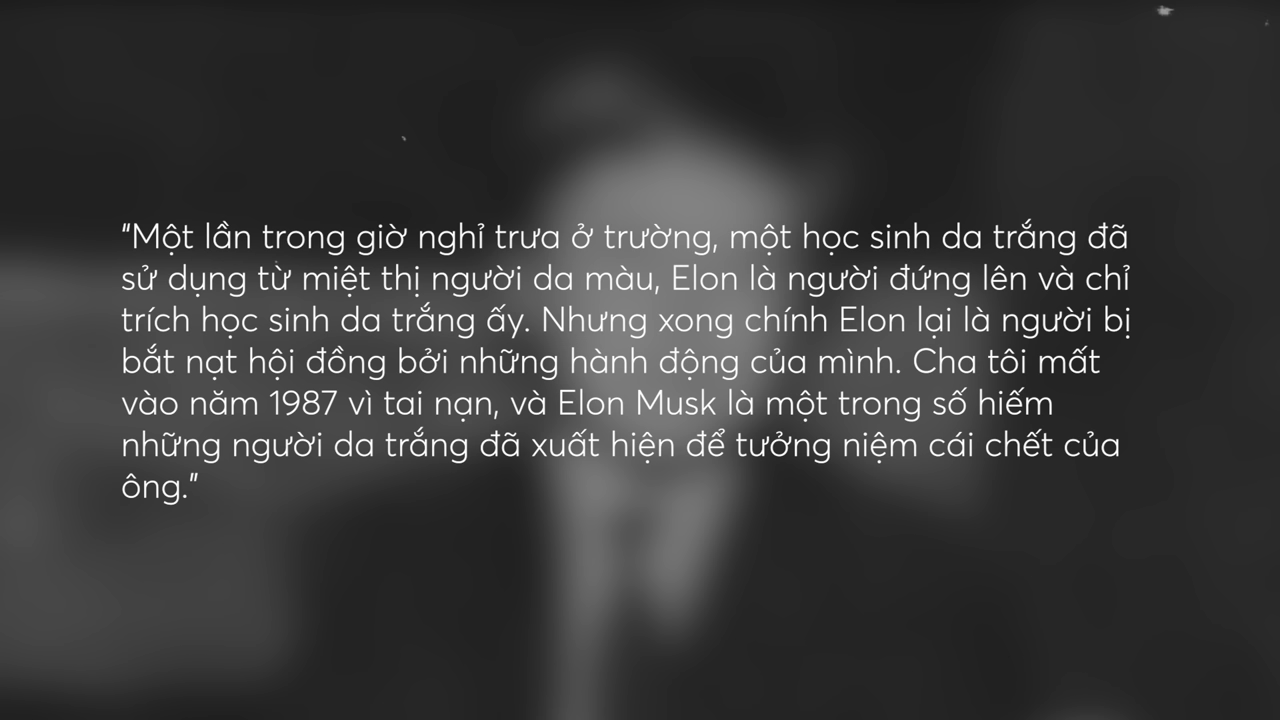 “Một lần trong giờ nghỉ trưa ở trường, một học sinh da trắng đã
sử dụng từ miệt thị người da màu, Elon là người đứng lên và chỉ
trích học sinh da trắng ấy. Nhưng xong chính Elon lại là người bị
bắt nạt hội đồng bởi những hành động của mình. Cha tôi mất
vào năm 1987 vì tai nạn, và Elon Musk là một trong số hiếm
những người da trắng đã xuất hiện để tưởng niệm cái chết của
ông.”